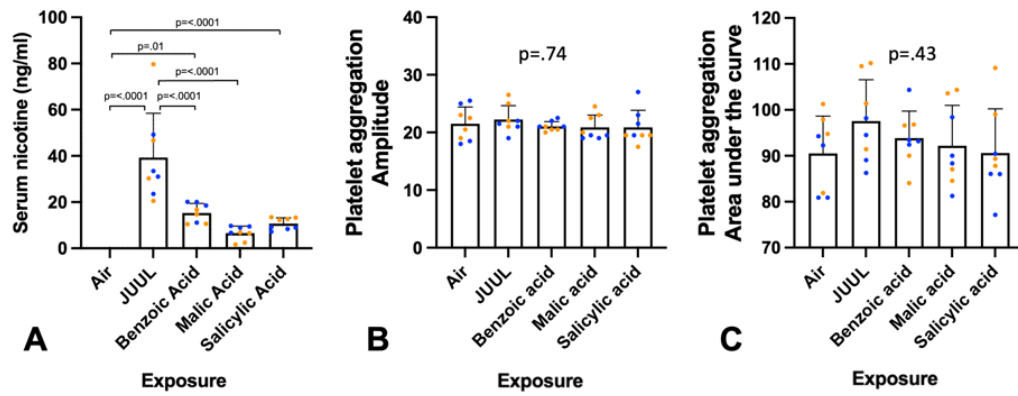 Serum nicotine (ng/ml)
100
80
60
40
20
0
p=<.0001
p=.01
p=<.0001
p=<.0001
p=<.0001
Air
JUUL
Benzoic Acid
Malic Acid
Salicylic Acid
A
Exposure
Platelet aggregation
Amplitude
40
30
20
10
0
p=.74
Air
JUUL
Benzoic acid
Malic acid
Salicylic acid
B
Exposure
Platelet aggregation
Area under the curve
110
100
90
80
70
p=.43
Air
JUUL
Benzoic acid
Malic acid
Salicylic acid
C
Exposure